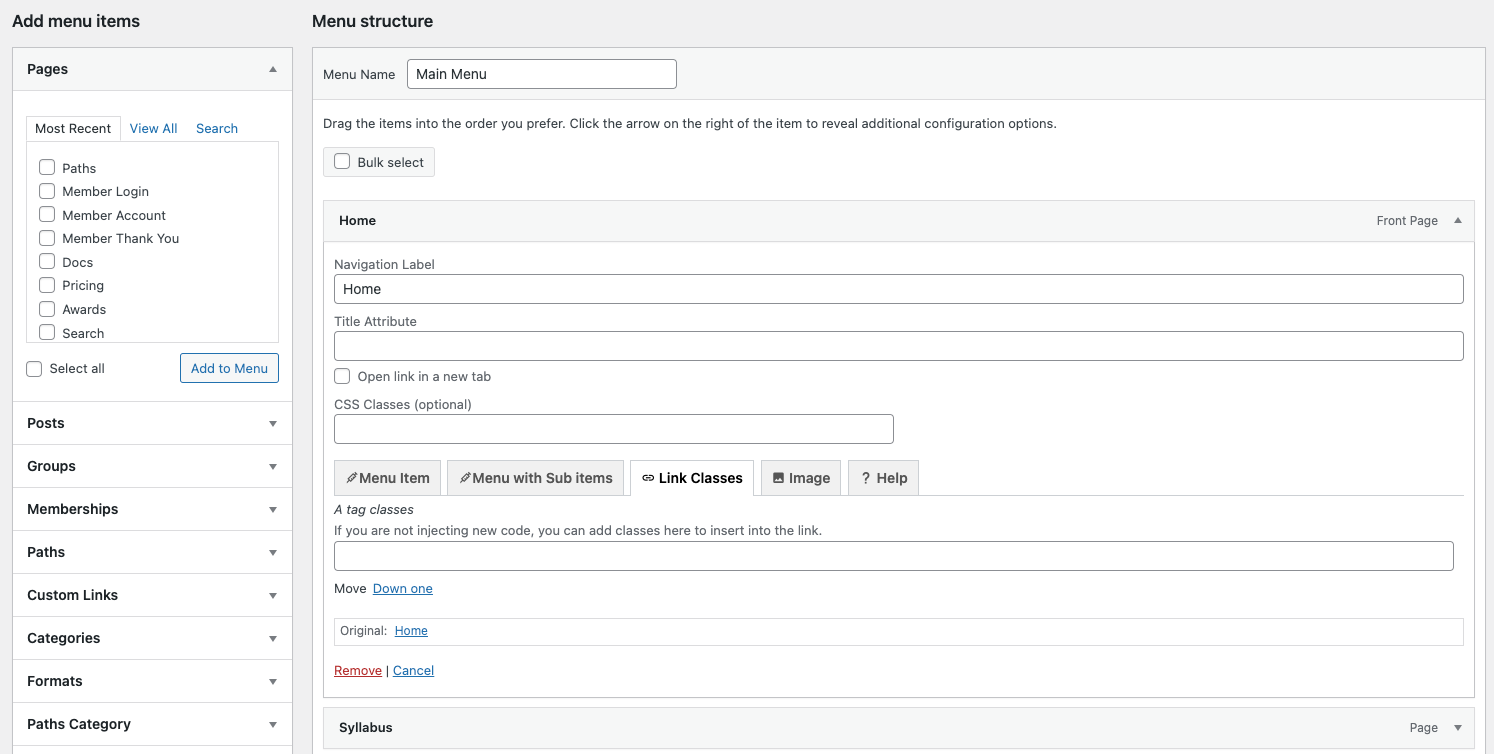 Add menu items
Pages
Most Recent View All Search
Paths
Member Login
Member Account
Member Thank You
Docs
Pricing
Awards
Search
Select all Add to Menu
Posts
Groups
Memberships
Paths
Custom Links
Categories
Formats
Paths Category
Menu structure
Menu Name Main Menu
Drag the items into the order you prefer. Click the arrow on the right of the item to reveal additional configuration options.
Bulk select
Home Front Page
Navigation Label
Home
Title Attribute
Open link in a new tab
CSS Classes (optional)
Menu Item Menu with Sub items Link Classes Image ? Help
A tag classes
If you are not injecting new code, you can add classes here to insert into the link.
Move Down one
Original: Home
Remove | Cancel
Syllabus Page